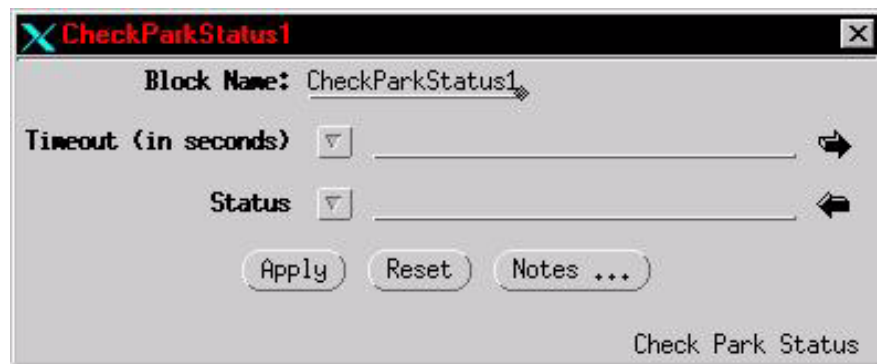 CheckParkStatus1
Block Name: CheckParkStatus1
Timeout (in seconds)
Status
Apply Reset Notes ...
Check Park Status